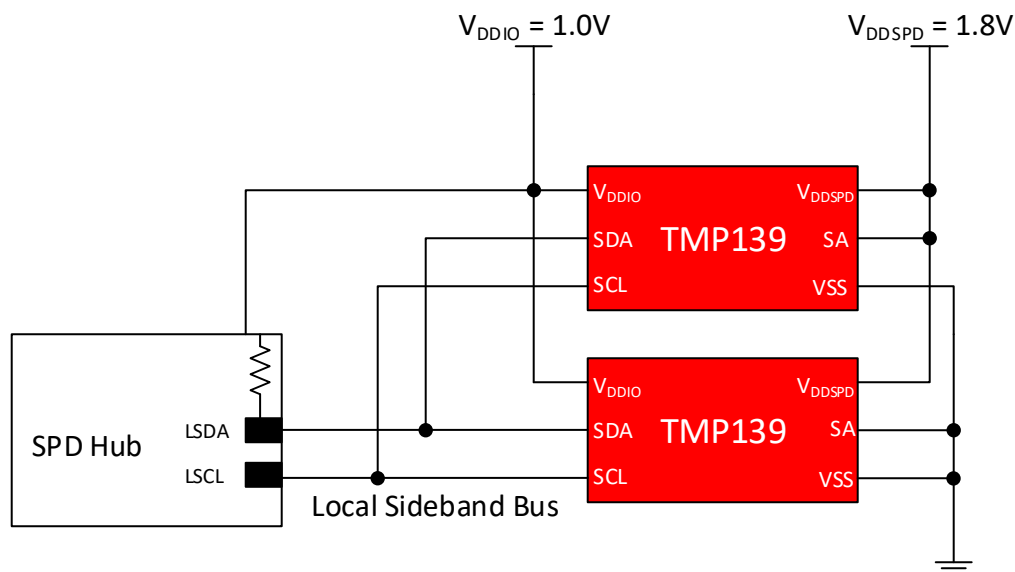 VDDIO = 1.0V
VDDSPD = 1.8V
VDDIO
VDDSPD
SDA
TMP139
SA
SCL
VSS
VDDIO
VDDSPD
SPD Hub
LSDA
SDA
TMP139
SA
LSCL
SCL
VSS
Local Sideband Bus